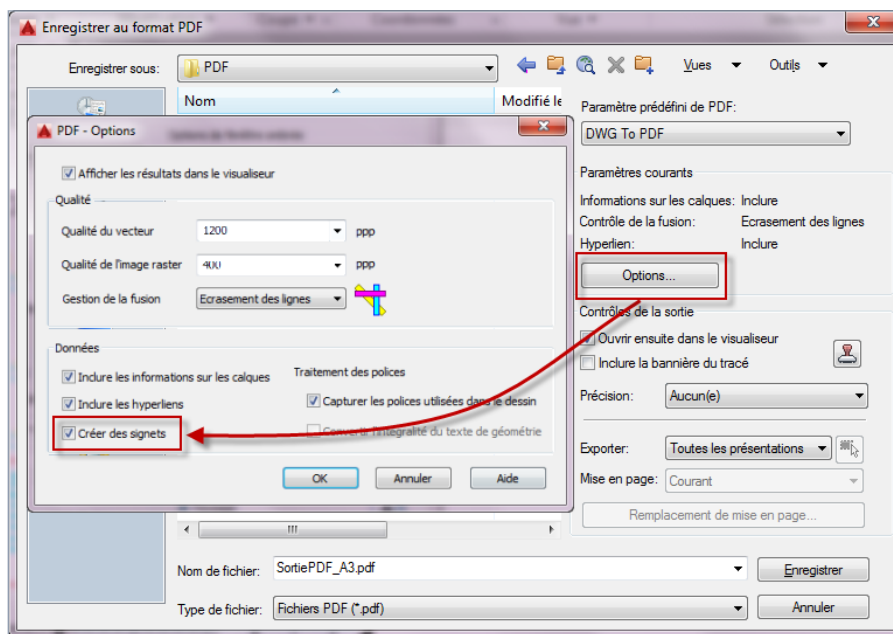 Enregistrer au format PDF
Enregistrer sous:
PDF
Vues
Outils
Nom
Modifié le
Paramètre prédéfini de PDF:
DWG To PDF
PDF - Options
Afficher les résultats dans le visualiseur
Qualité
Qualité du vecteur
1200
ppp
Qualité de l'image raster
400
ppp
Gestion de la fusion
Ecrasement des lignes
Données
Inclure les informations sur les calques
Inclure les hyperliens
Créer des signets
Traitement des polices
Capturer les polices utilisées dans le dessin
Convertir l'intégralité du texte de géométrie
OK
Annuler
Aide
Paramètres courants
Informations sur les calques: Inclure
Contrôle de la fusion: Ecrasement des lignes
Hyperlien: Inclure
Options...
Contrôles de la sortie
Ouvrir ensuite dans le visualiseur
Inclure la bannière du tracé
Précision: Aucun(e)
Exporter: Toutes les présentations
Mise en page: Courant
Remplacement de mise en page...
Nom de fichier: SortiePDF_A3.pdf
Enregistrer
Type de fichier: Fichiers PDF (*.pdf)
Annuler